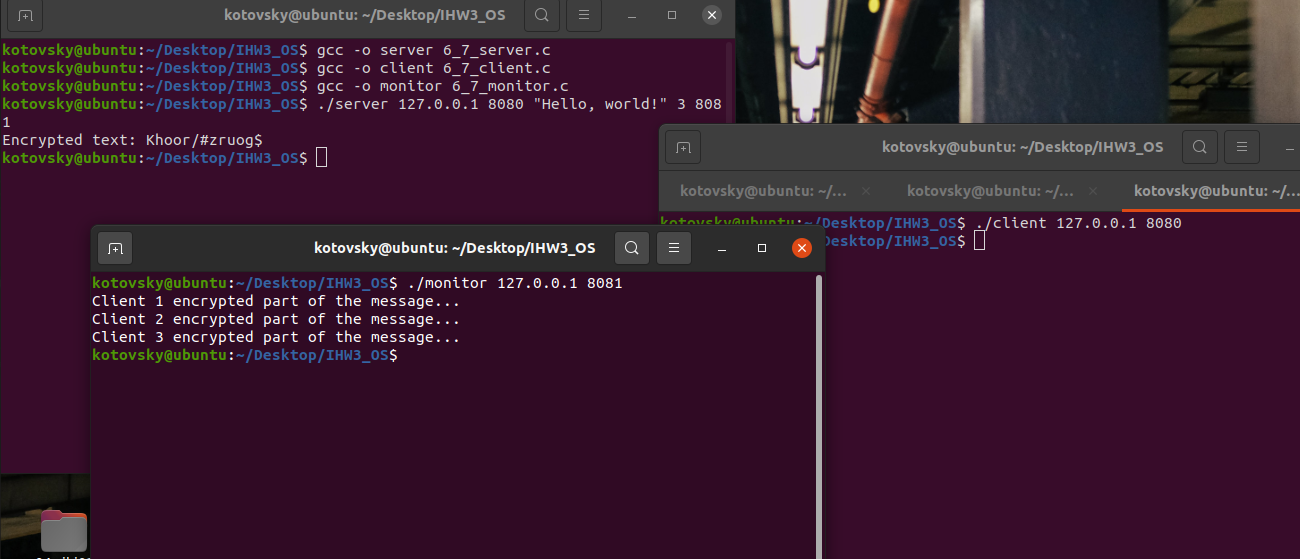 kotovsky@ubuntu: ~/Desktop/IHW3_OS
kotovsky@ubuntu:~/Desktop/IHW3_OS$ gcc -o server 6_7_server.c
kotovsky@ubuntu:~/Desktop/IHW3_OS$ gcc -o client 6_7_client.c
kotovsky@ubuntu:~/Desktop/IHW3_OS$ gcc -o monitor 6_7_monitor.c
kotovsky@ubuntu:~/Desktop/IHW3_OS$ ./server 127.0.0.1 8080 "Hello, world!" 3 808
1
Encrypted text: Khoor/#zruog$
kotovsky@ubuntu:~/Desktop/IHW3_OS$
kotovsky@ubuntu: ~/Desktop/IHW3_OS
kotovsky@ubuntu: ~/... kotovsky@ubuntu: ~/... kotovsky@ubuntu: ~/...
kotovsky@ubuntu:~/Desktop/IHW3_OS$ ./client 127.0.0.1 8080
/Desktop/IHW3_OS$
kotovsky@ubuntu: ~/Desktop/IHW3_OS
kotovsky@ubuntu:~/Desktop/IHW3_OS$ ./monitor 127.0.0.1 8081
Client 1 encrypted part of the message...
Client 2 encrypted part of the message...
Client 3 encrypted part of the message...
kotovsky@ubuntu:~/Desktop/IHW3_OS$